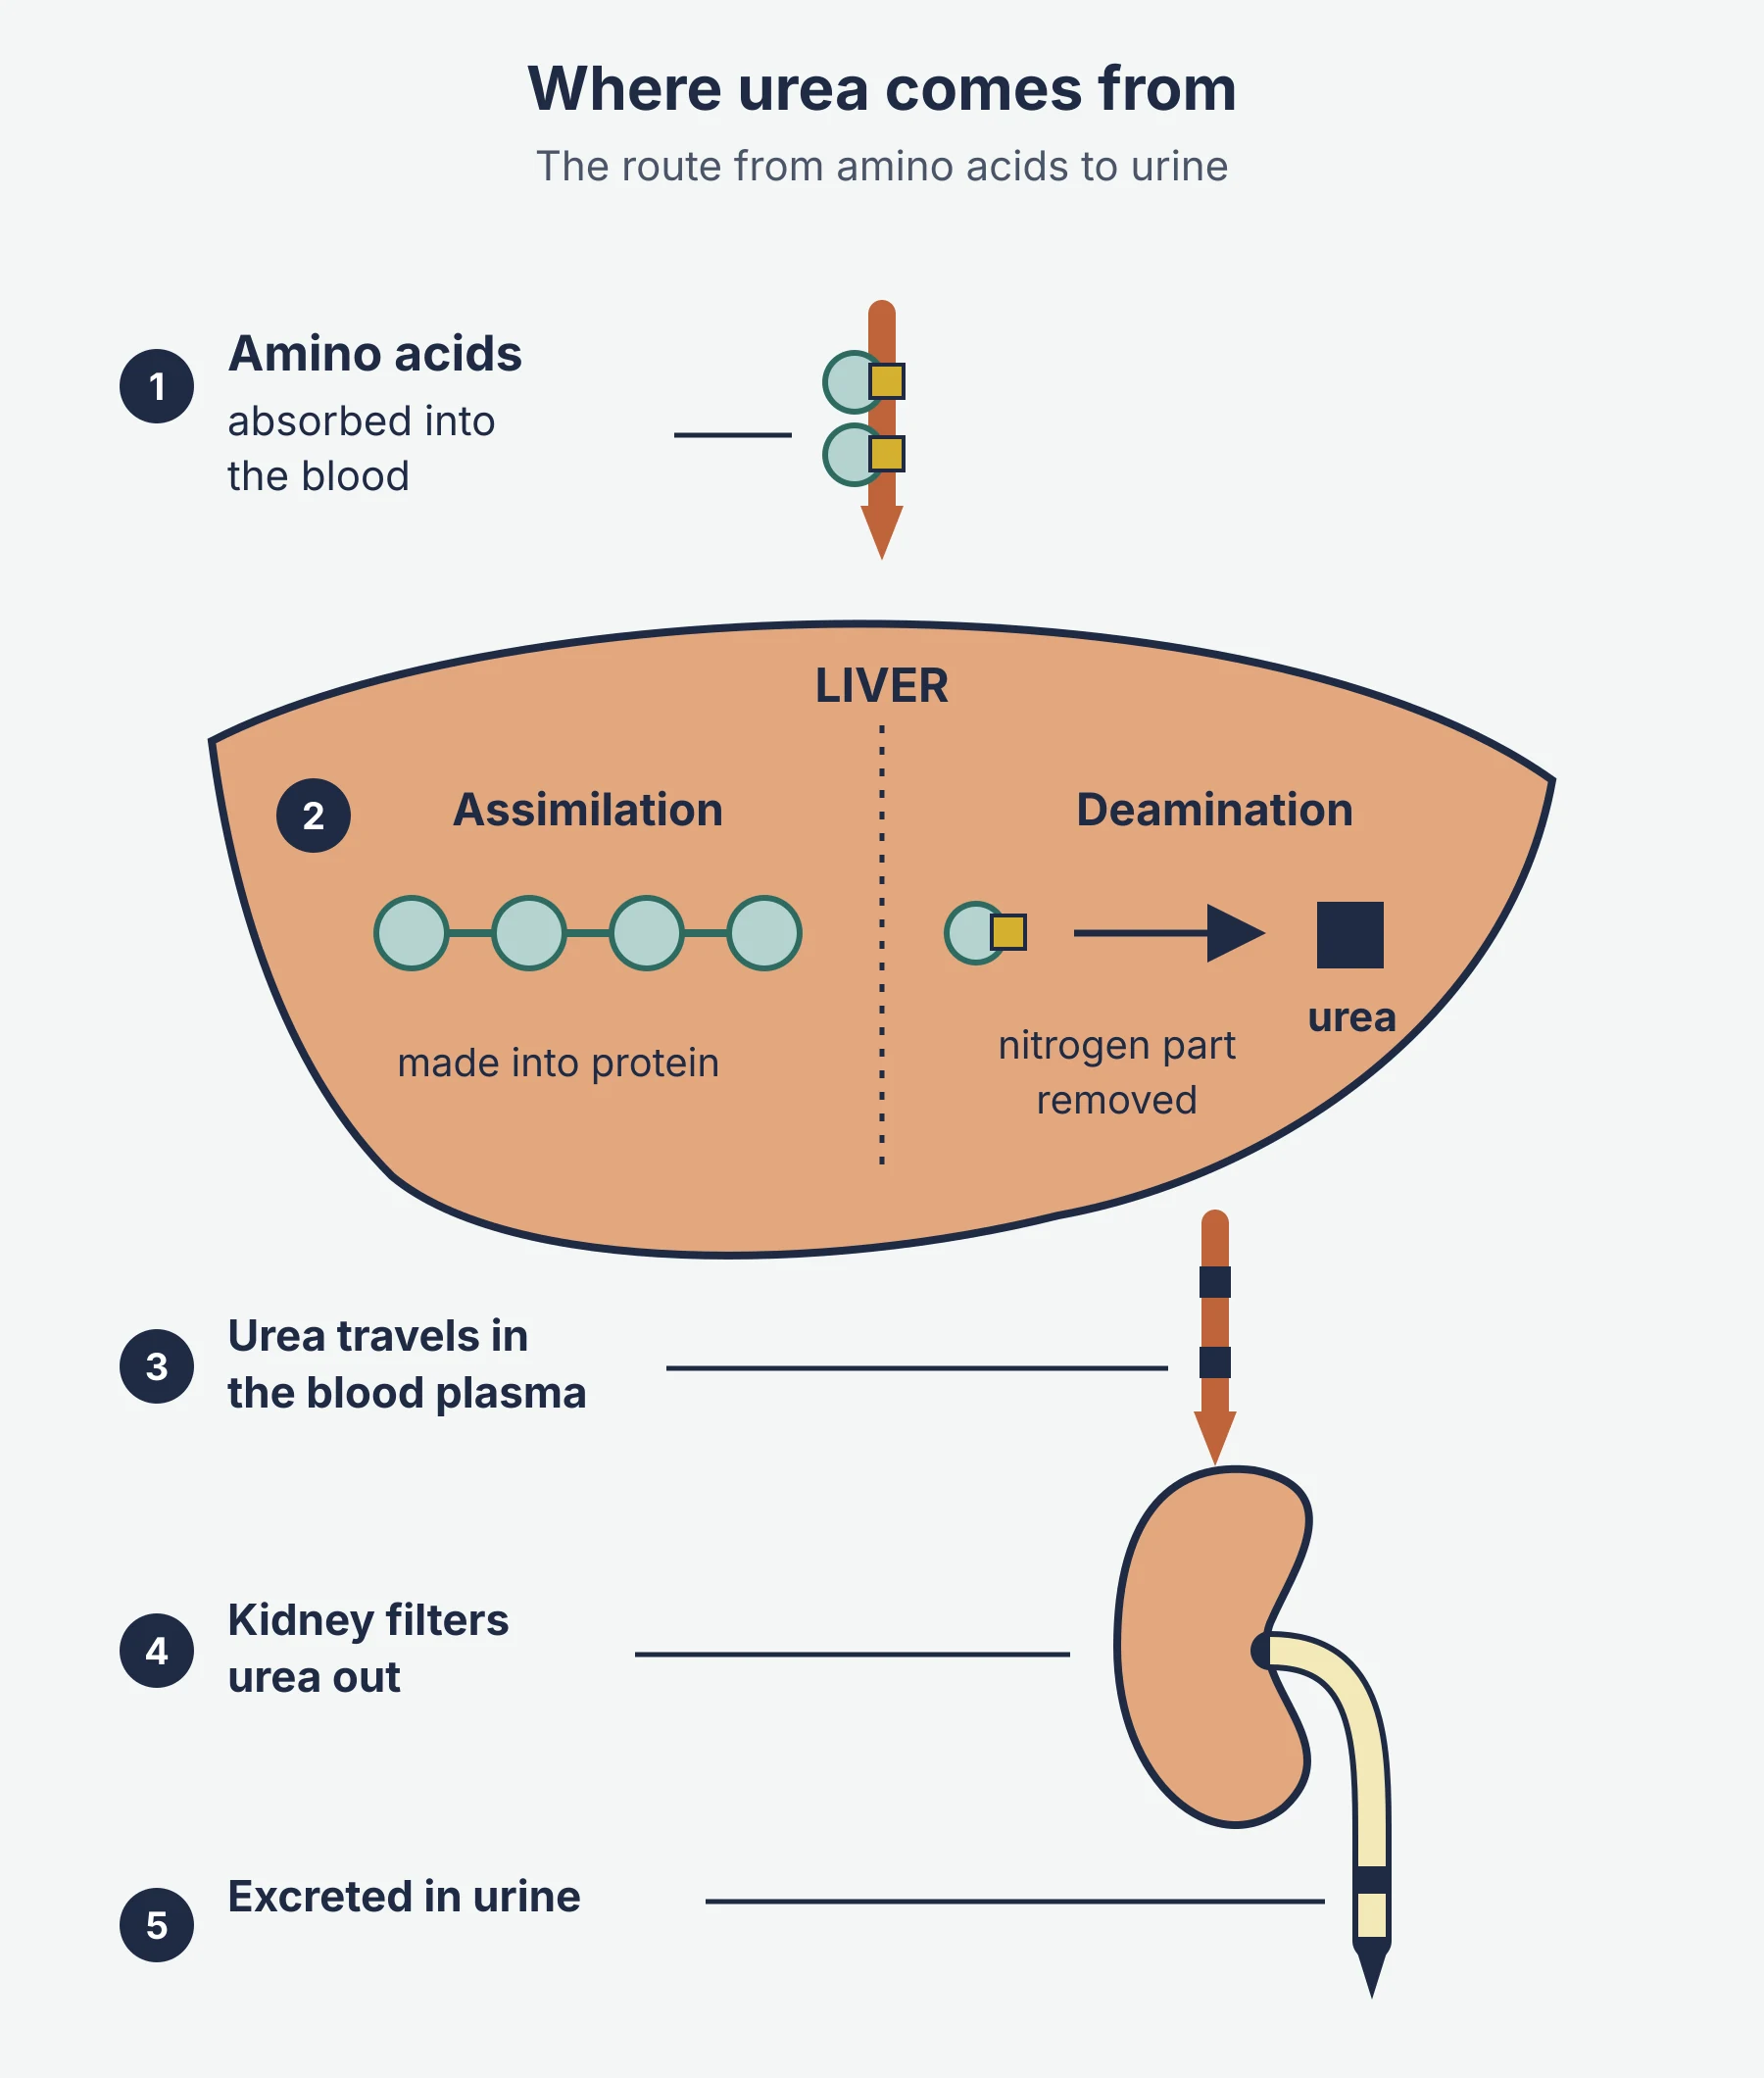 Where urea comes from
The route from amino acids to urine
1
Amino acids
absorbed into
the blood
LIVER
2
Assimilation
made into protein
Deamination
urea
nitrogen part
removed
3
Urea travels in
the blood plasma
4
Kidney filters
urea out
5
Excreted in urine